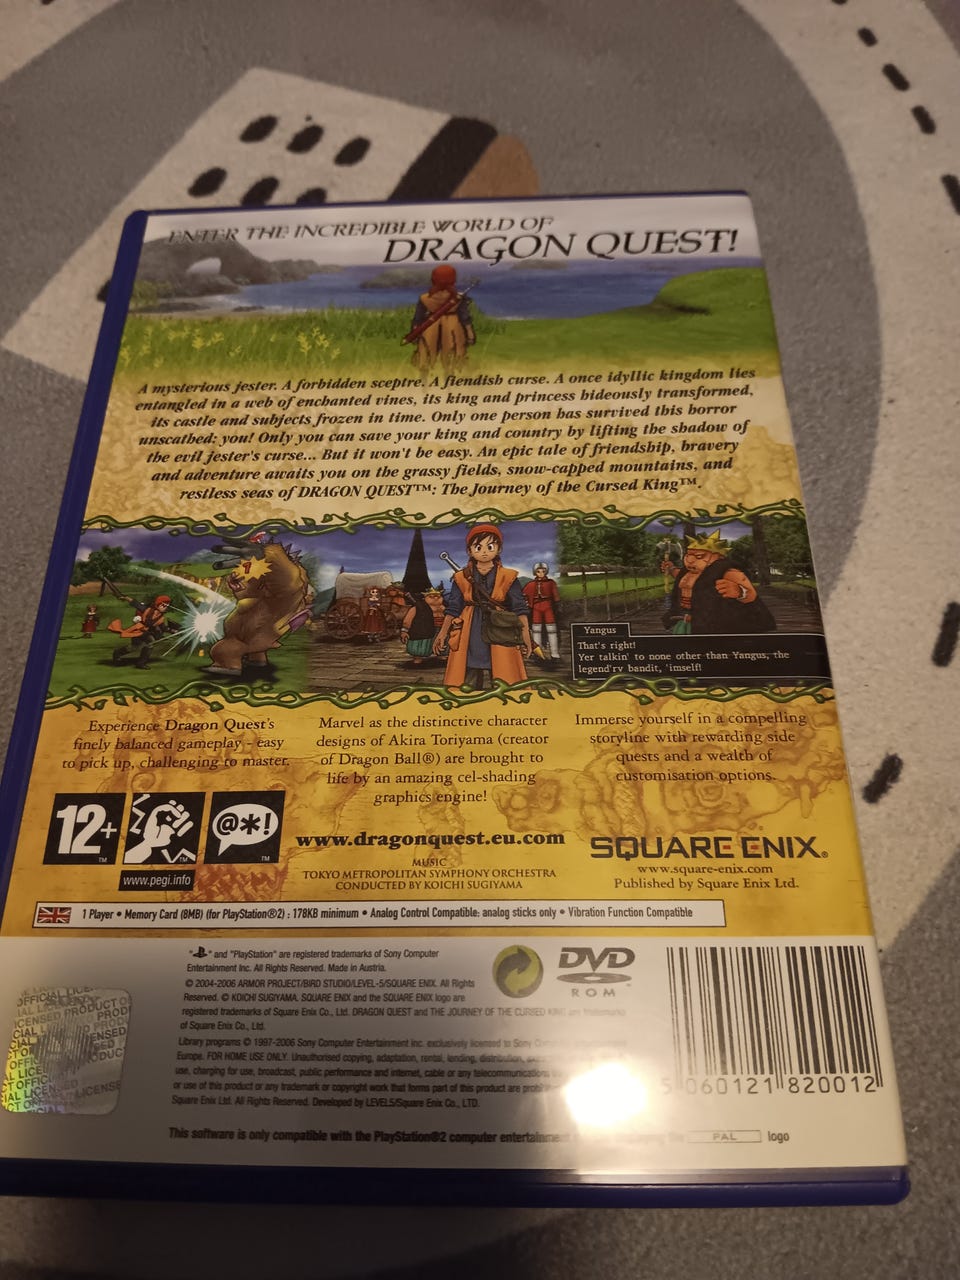 ENTER THE INCREDIBLE WORLD OF
DRAGON QUEST!
A mysterious jester. A forbidden sceptre. A fiendish curse. A once idyllic kingdom lies
entangled in a web of enchanted vines, its king and princess hideously transformed,
its castle and subjects frozen in time. Only one person has survived this horror
unscathed: you! Only you can save your king and country by lifting the shadow of
the evil jester's curse... But it won't be easy. An epic tale of friendship, bravery
and adventure awaits you on the grassy fields, snow-capped mountains, and
restless seas of DRAGON QUEST™: The Journey of the Cursed King™.
Yangus
That's right!
Yer talkin' to none other than Yangus, the
legend'ry bandit, 'imself!
Experience Dragon Quest's
finely balanced gameplay - easy
to pick up, challenging to master.
Marvel as the distinctive character
designs of Akira Toriyama (creator
of Dragon Ball®) are brought to
life by an amazing cel-shading
graphics engine!
Immerse yourself in a compelling
storyline with rewarding side
quests and a wealth of
customisation options.
12+ ™
™
@*! ™
www.pegi.info
www.dragonquest.eu.com
MUSIC
TOKYO METROPOLITAN SYMPHONY ORCHESTRA
CONDUCTED BY KOICHI SUGIYAMA
SQUARE ENIX®
www.square-enix.com
Published by Square Enix Ltd.
1 Player • Memory Card (8MB) (for PlayStation®2) : 178KB minimum • Analog Control Compatible: analog sticks only • Vibration Function Compatible
" " and "PlayStation" are registered trademarks of Sony Computer
Entertainment Inc. All Rights Reserved. Made in Austria.
© 2004-2006 ARMOR PROJECT/BIRD STUDIO/LEVEL-5/SQUARE ENIX. All Rights
Reserved. © KOICHI SUGIYAMA. SQUARE ENIX and the SQUARE ENIX logo are
registered trademarks of Square Enix Co., Ltd. DRAGON QUEST and THE JOURNEY OF THE CURSED KING are trademarks
of Square Enix Co., Ltd.
Library programs © 1997-2006 Sony Computer Entertainment Inc. exclusively licensed to Sony
Europe. FOR HOME USE ONLY. Unauthorised copying, adaptation, rental, lending, distribution,
use, charging for use, broadcast, public performance and internet, cable or any telecommunications
or use of this product or any trademark or copyright work that forms part of this product are
Square Enix Ltd. All Rights Reserved. Developed by LEVEL5/Square Enix Co., LTD.
This software is only compatible with the PlayStation®2 computer PAL logo
DVD
ROM
5 060121 820012
OFFICIAL LICE
LICENSED PRODUCT O